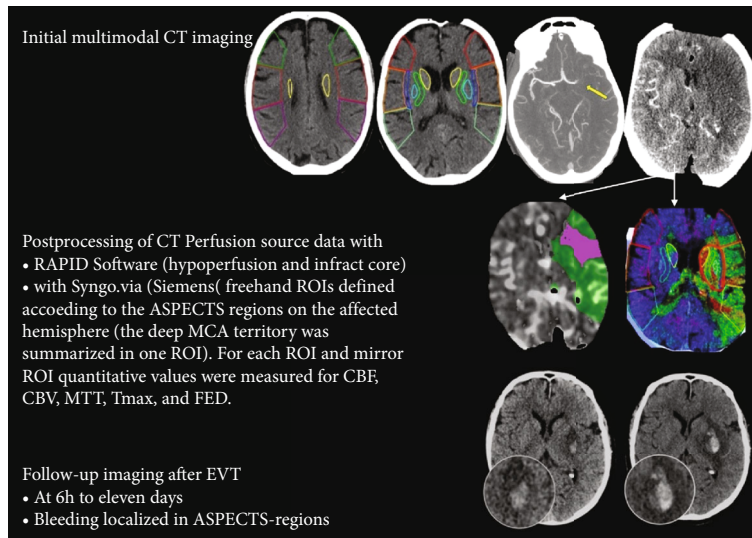 Initial multimodal CT imaging
Postprocessing of CT Perfusion source data with
• RAPID Software (hypoperfusion and infract core)
• with Syngo.via (Siemens( freehand ROIs defined
accoeding to the ASPECTS regions on the affected
hemisphere (the deep MCA territory was
summarized in one ROI). For each ROI and mirror
ROI quantitative values were measured for CBF,
CBV, MTT, Tmax, and FED.
Follow-up imaging after EVT
• At 6h to eleven days
• Bleeding localized in ASPECTS-regions